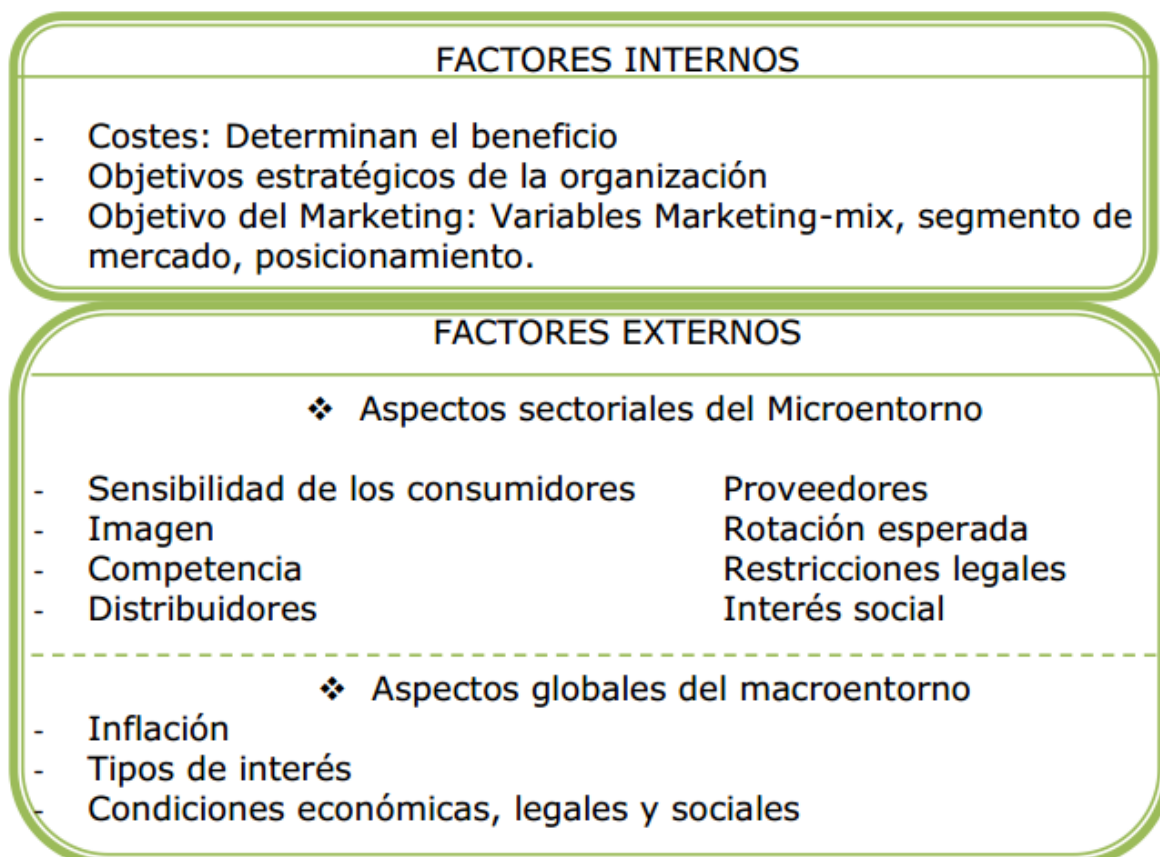 FACTORES INTERNOS
- Costes: Determinan el beneficio
- Objetivos estratégicos de la organización
- Objetivo del Marketing: Variables Marketing-mix, segmento de
mercado, posicionamiento.
FACTORES EXTERNOS
❖ Aspectos sectoriales del Microentorno
- Sensibilidad de los consumidores Proveedores
- Imagen Rotación esperada
- Competencia Restricciones legales
- Distribuidores Interés social
❖ Aspectos globales del macroentorno
- Inflación
- Tipos de interés
- Condiciones económicas, legales y sociales